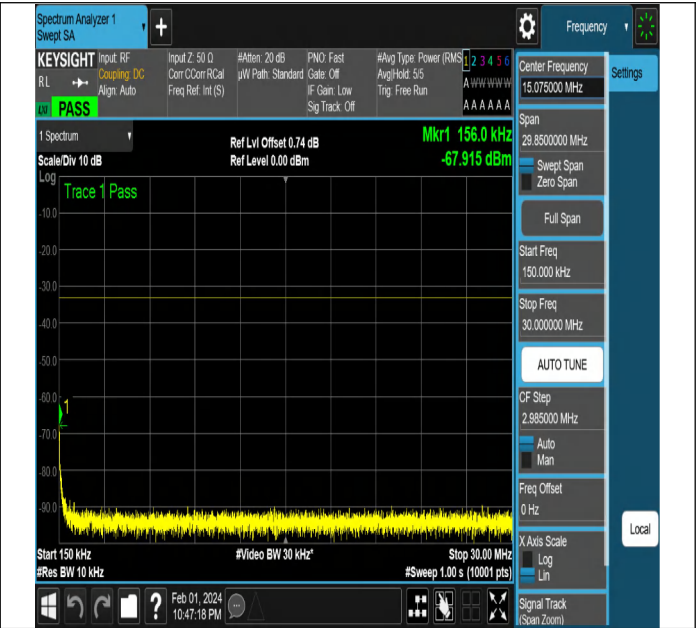 Spectrum Analyzer 1
Swept SA
+
Frequency
KEYSIGHT
RL
PASS
Input: RF
Coupling: DC
Align: Auto
Input Z: 50 Ω
Corr CCorr RCal
Freq Ref: Int (S)
#Atten: 20 dB
µW Path: Standard
PNO: Fast
Gate: Off
IF Gain: Low
Sig Track: Off
#Avg Type: Power (RMS
Avg|Hold: 5/5
Trig: Free Run
1 2 3 4 5 6
A W W W W W
A A A A A A
1 Spectrum
Scale/Div 10 dB
Ref Lvl Offset 0.74 dB
Ref Level 0.00 dBm
Mkr1 156.0 kHz
-67.915 dBm
Log
Trace 1 Pass
-10.0
-20.0
-30.0
-40.0
-50.0
-60.0
1
-70.0
-80.0
-90.0
Start 150 kHz
#Video BW 30 kHz*
Stop 30.00 MHz
#Res BW 10 kHz
#Sweep 1.00 s (10001 pts)
Feb 01, 2024
10:47:18 PM
?
Center Frequency
15.075000 MHz
Settings
Span
29.8500000 MHz
Swept Span
Zero Span
Full Span
Start Freq
150.000 kHz
Stop Freq
30.000000 MHz
AUTO TUNE
CF Step
2.985000 MHz
Auto
Man
Freq Offset
0 Hz
X Axis Scale
Log
Lin
Signal Track
(Span Zoom)
Local